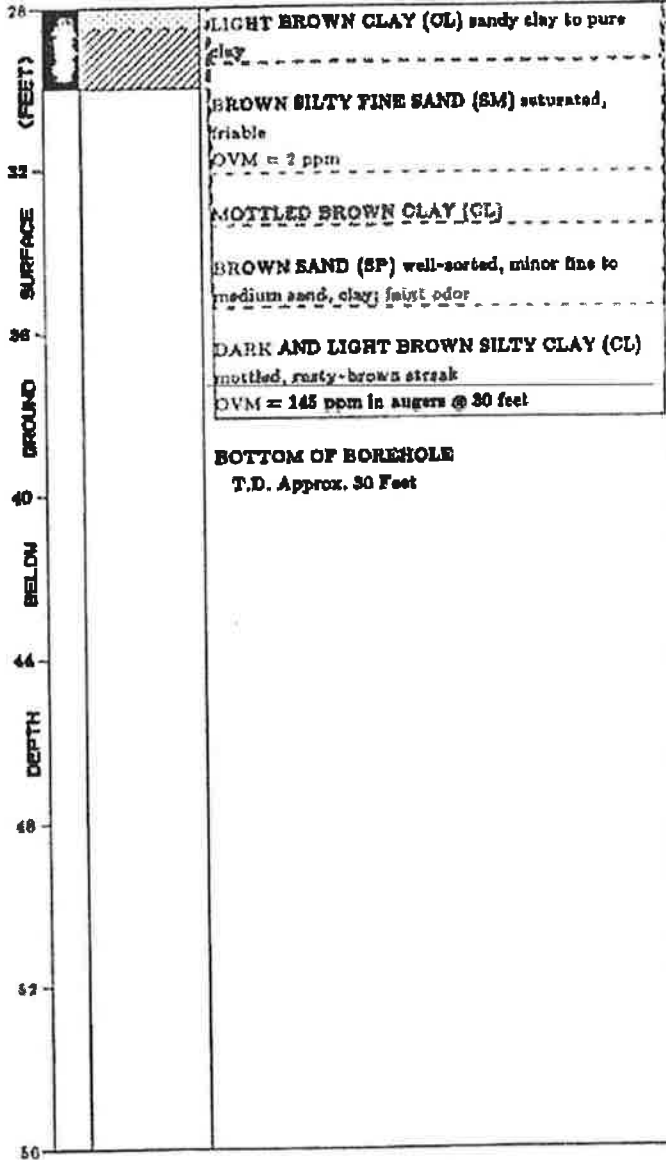 28
LIGHT BROWN CLAY (CL) sandy clay to pure
clay
BROWN SILTY FINE SAND (SM) saturated,
friable
OVM = 2 ppm
32
MOTTLED BROWN CLAY (CL)
BROWN SAND (SP) well-sorted, minor fine to
medium sand, clay; faint odor
36
DARK AND LIGHT BROWN SILTY CLAY (CL)
mottled, rusty-brown streak
OVM = 145 ppm in augers @ 30 feet
BOTTOM OF BOREHOLE
T.D. Approx. 30 Feet
40
44
48
52
56
DEPTH BELOW GROUND SURFACE (FEET)